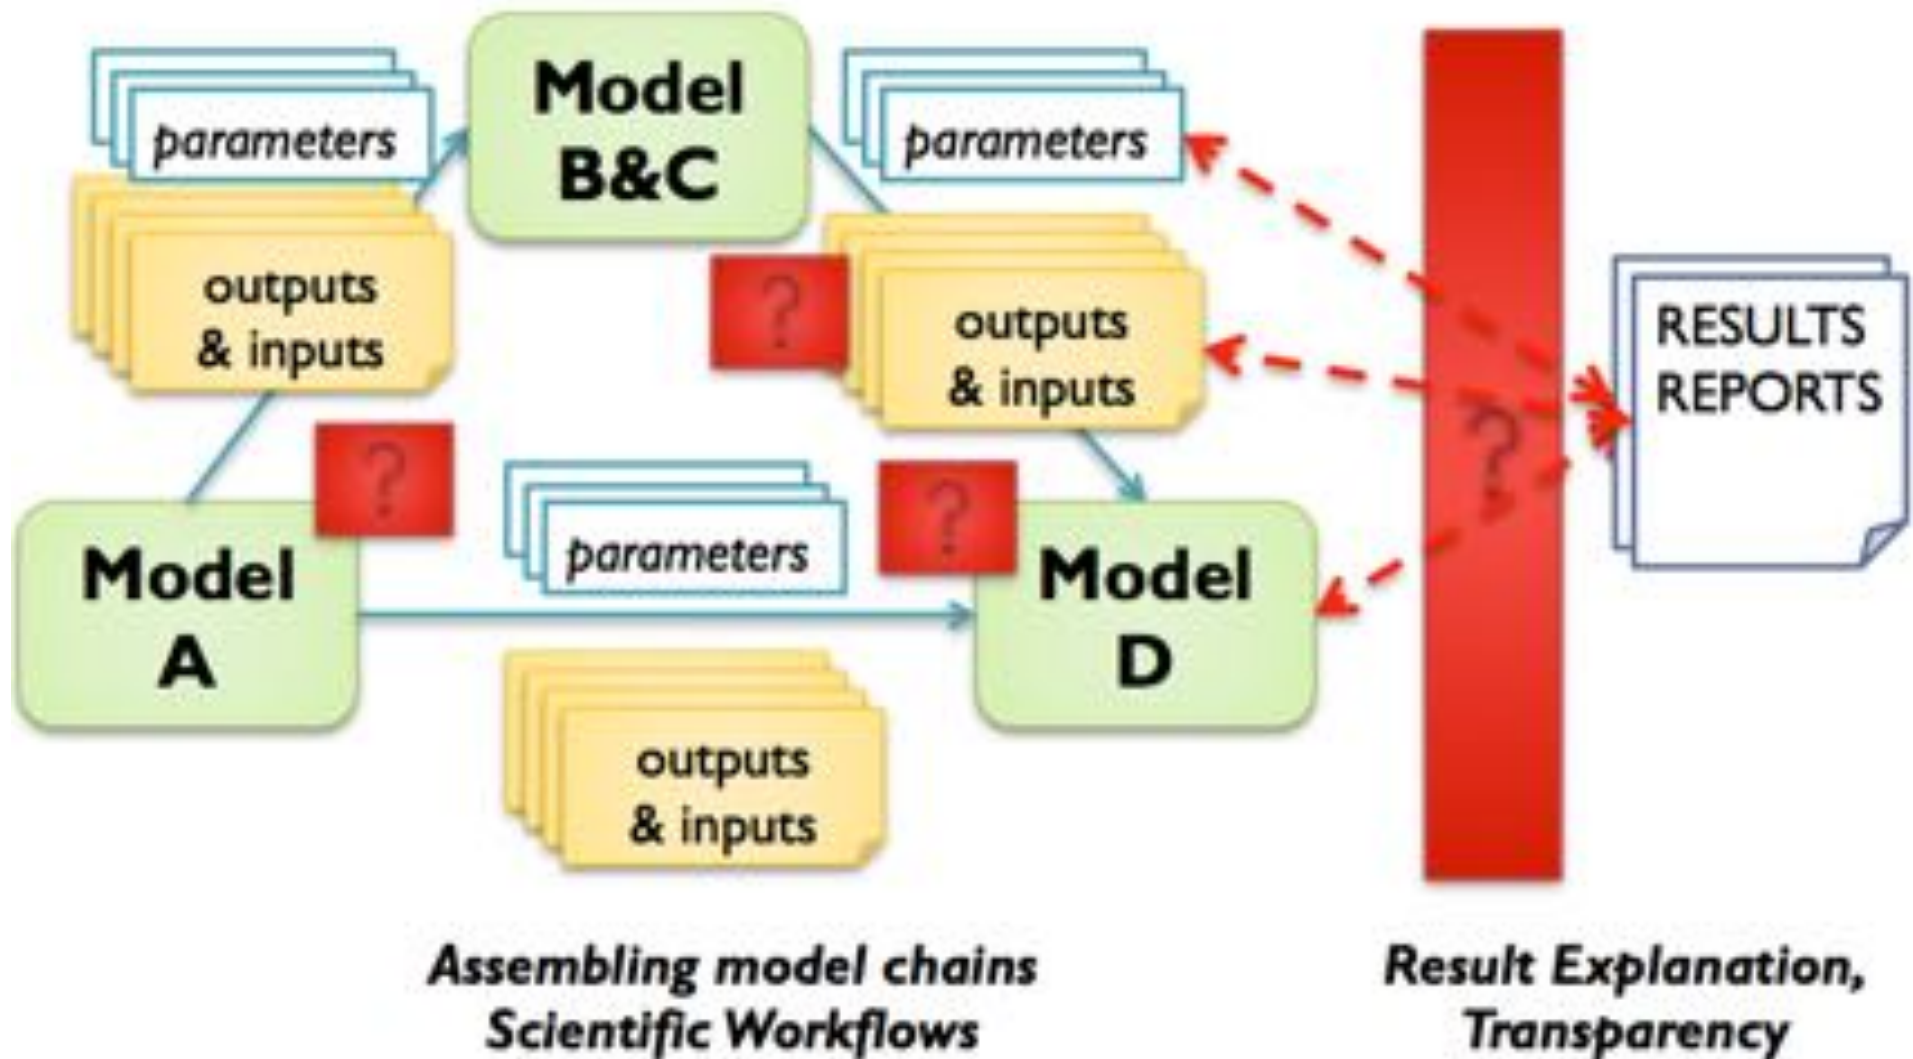 Model
B&C
parameters
parameters
outputs
& inputs
?
outputs
& inputs
RESULTS
REPORTS
?
?
parameters
?
Model
A
Model
D
outputs
& inputs
Assembling model chains
Scientific Workflows
Result Explanation,
Transparency